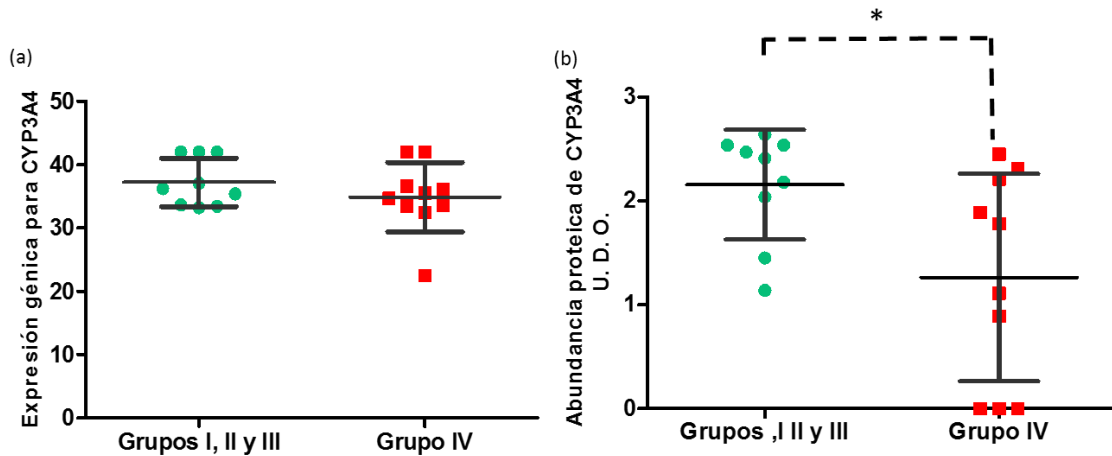 (a)
Expresión génica para CYP3A4
50
40
30
20
10
0
Grupos I, II y III
Grupo IV
(b)
*
Abundancia proteica de CYP3A4
U. D. O.
3
2
1
0
Grupos ,I II y III
Grupo IV